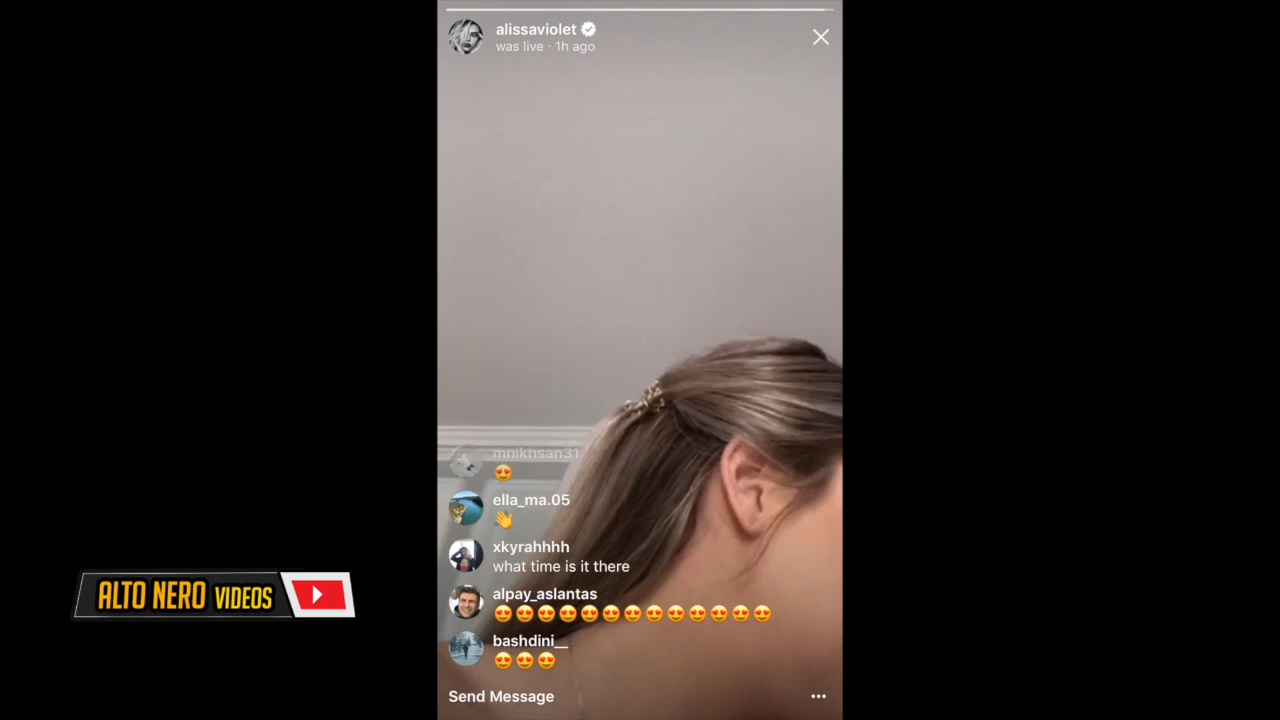 alissaviolet
was live · 1h ago
mnikhsan31
😍
ella_ma.05
👋
xkyrahhhh
what time is it there
alpay_aslantas
😍😍😍😍😍😍😍😍😍😍😍😍😍
bashdini__
😍😍😍
ALTO NERO VIDEOS
Send Message